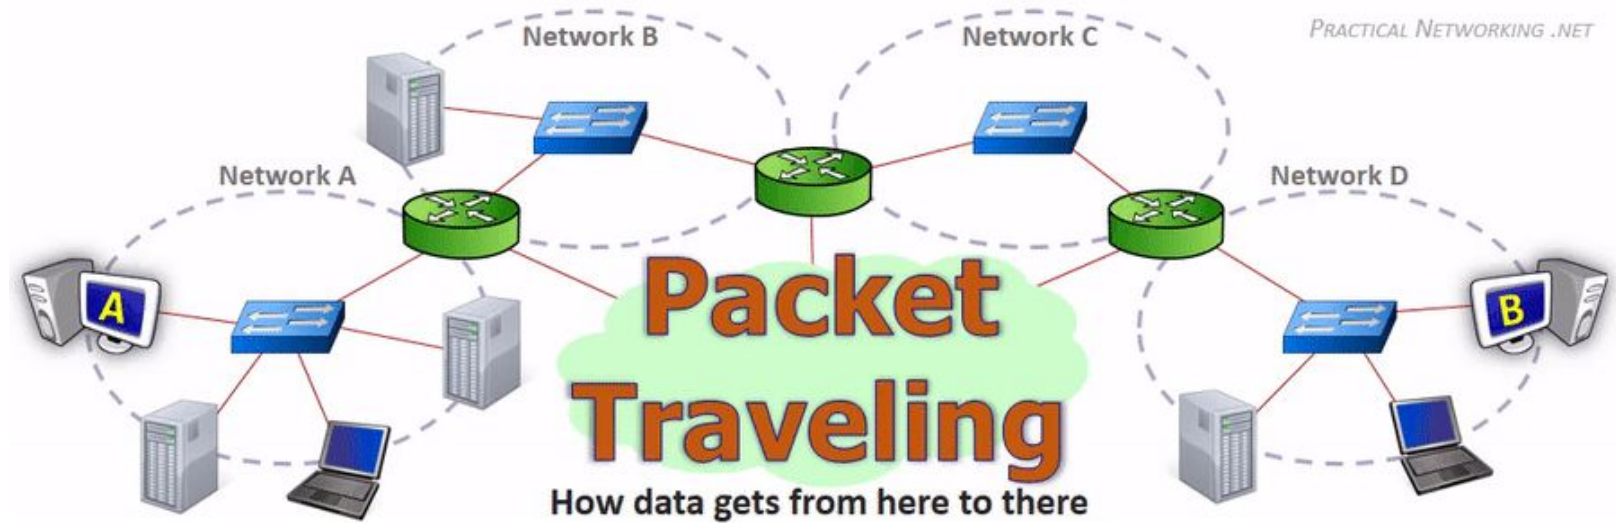 Network B
Network C
PRACTICAL NETWORKING .NET
Network A
Network D
A
B
Packet
Traveling
How data gets from here to there